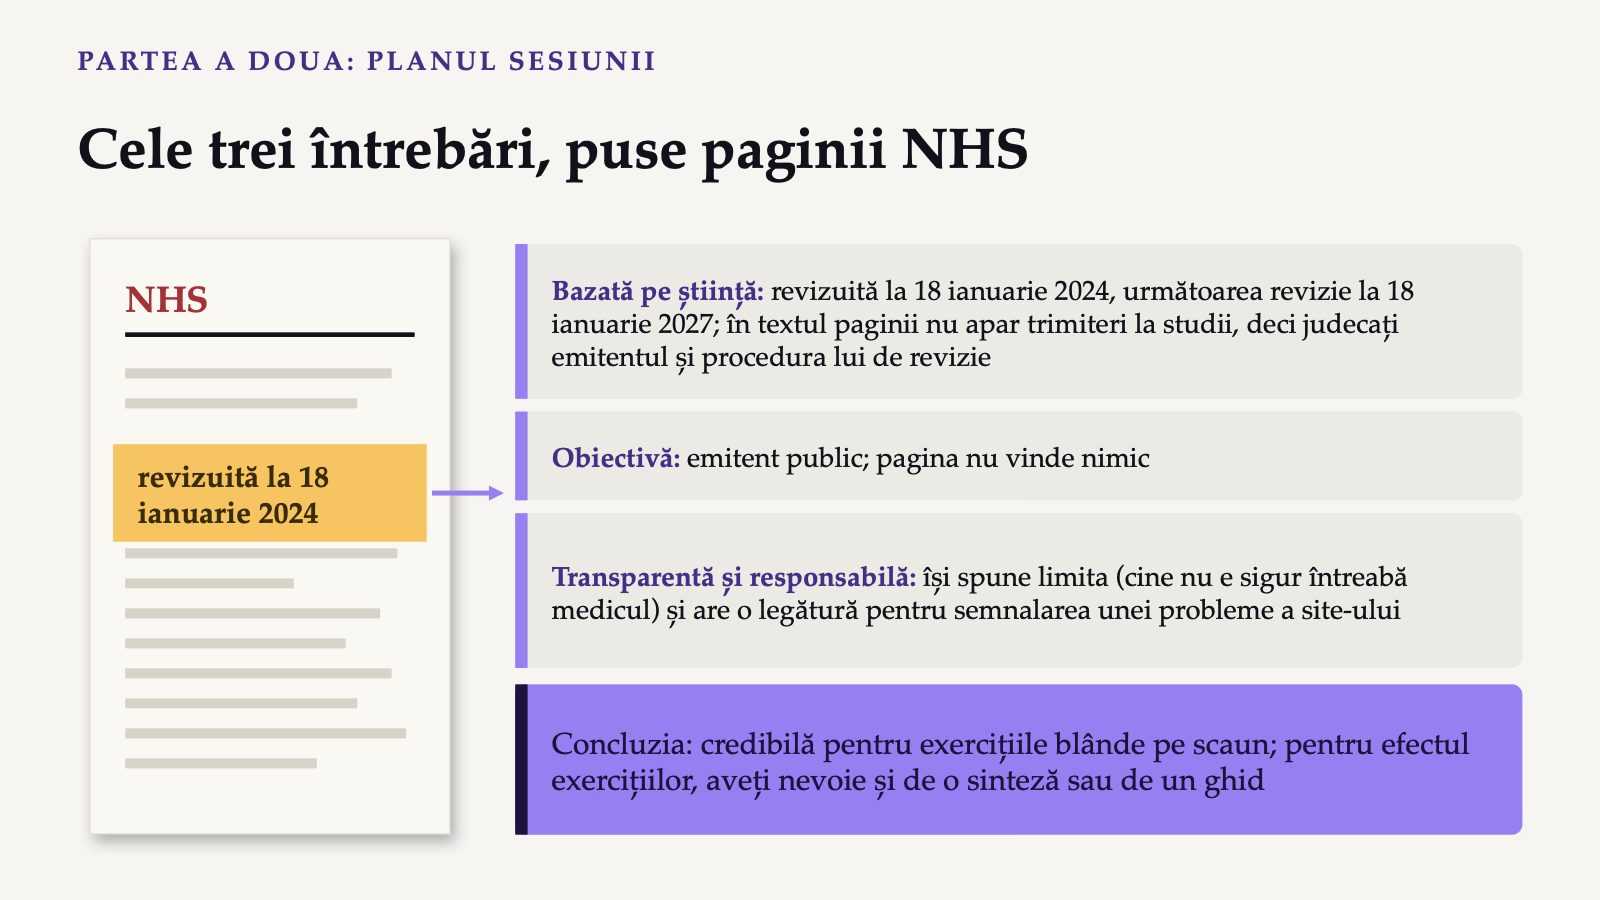 PARTEA A DOUA: PLANUL SESIUNII
Cele trei întrebări, puse paginii NHS
NHS
revizuită la 18
ianuarie 2024
Bazată pe știință: revizuită la 18 ianuarie 2024, următoarea revizie la 18
ianuarie 2027; în textul paginii nu apar trimiteri la studii, deci judecați
emitentul și procedura lui de revizie
Obiectivă: emitent public; pagina nu vinde nimic
Transparentă și responsabilă: își spune limita (cine nu e sigur întreabă
medicul) și are o legătură pentru semnalarea unei probleme a site-ului
Concluzia: credibilă pentru exercițiile blânde pe scaun; pentru efectul
exercițiilor, aveți nevoie și de o sinteză sau de un ghid